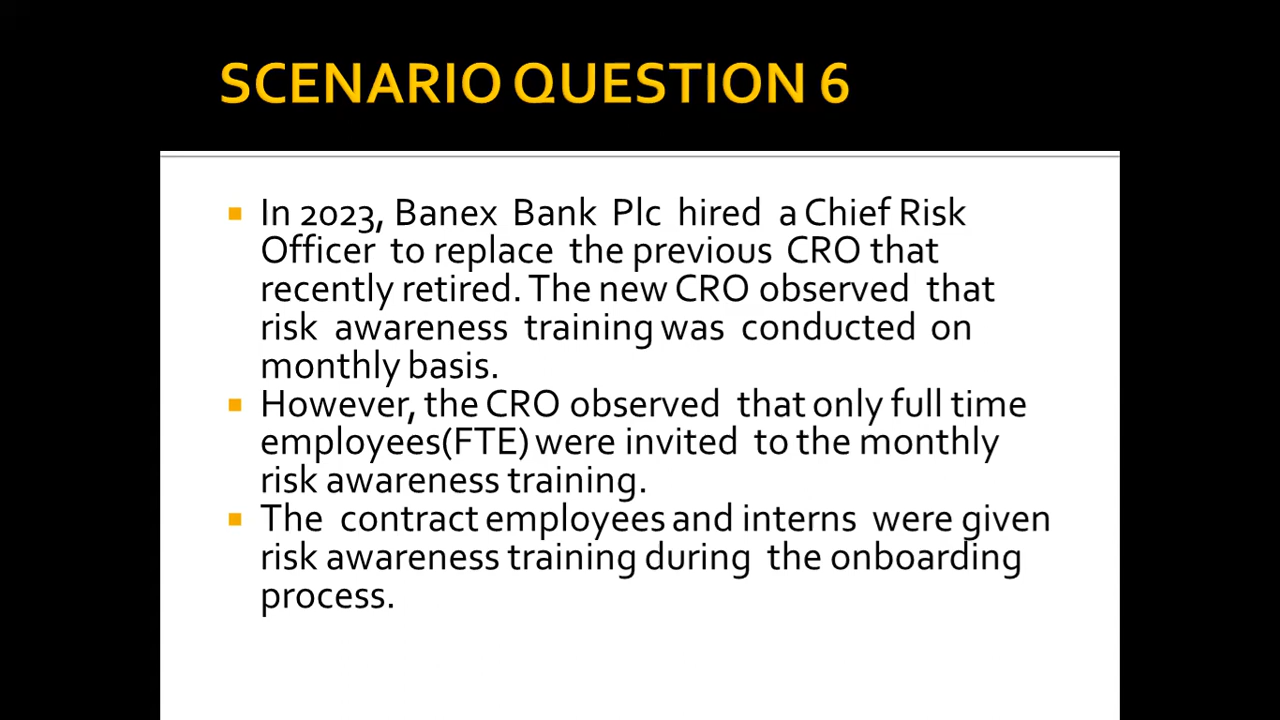 SCENARIO QUESTION 6
In 2023, Banex Bank Plc hired a Chief Risk
Officer to replace the previous CRO that
recently retired. The new CRO observed that
risk awareness training was conducted on
monthly basis.
However, the CRO observed that only full time
employees(FTE) were invited to the monthly
risk awareness training.
The contract employees and interns were given
risk awareness training during the onboarding
process.